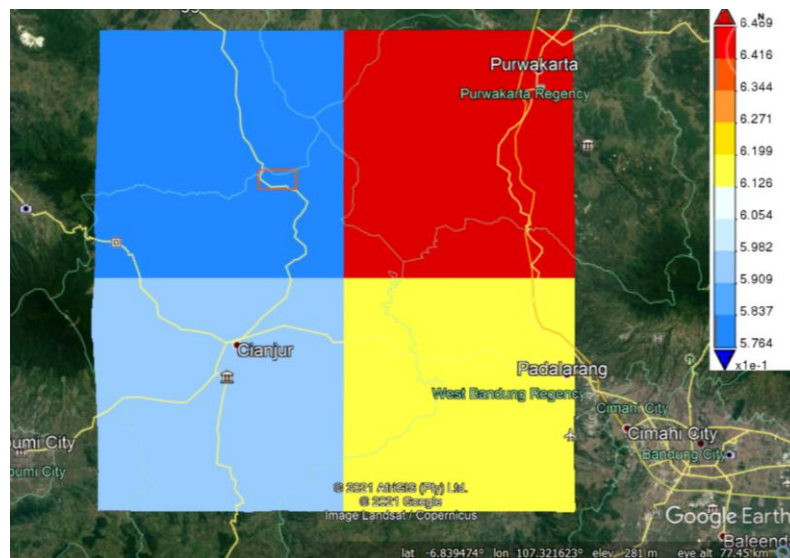 N
6.489
6.416
6.344
6.271
6.199
6.126
6.054
5.982
5.909
5.837
5.764
x1e-1
Purwakarta
Purwakarta Regency
Cianjur
Padalarang
West Bandung Regency
Cimahi City
Cimahi City
Bandung City
bumi City
bumi City
© 2021 AfriGIS (Pty) Ltd.
© 2021 Google
Image Landsat / Copernicus
Google Earth
Baleenda
lat -6.839474° lon 107.321623° elev 281 m eye alt 77.45 km